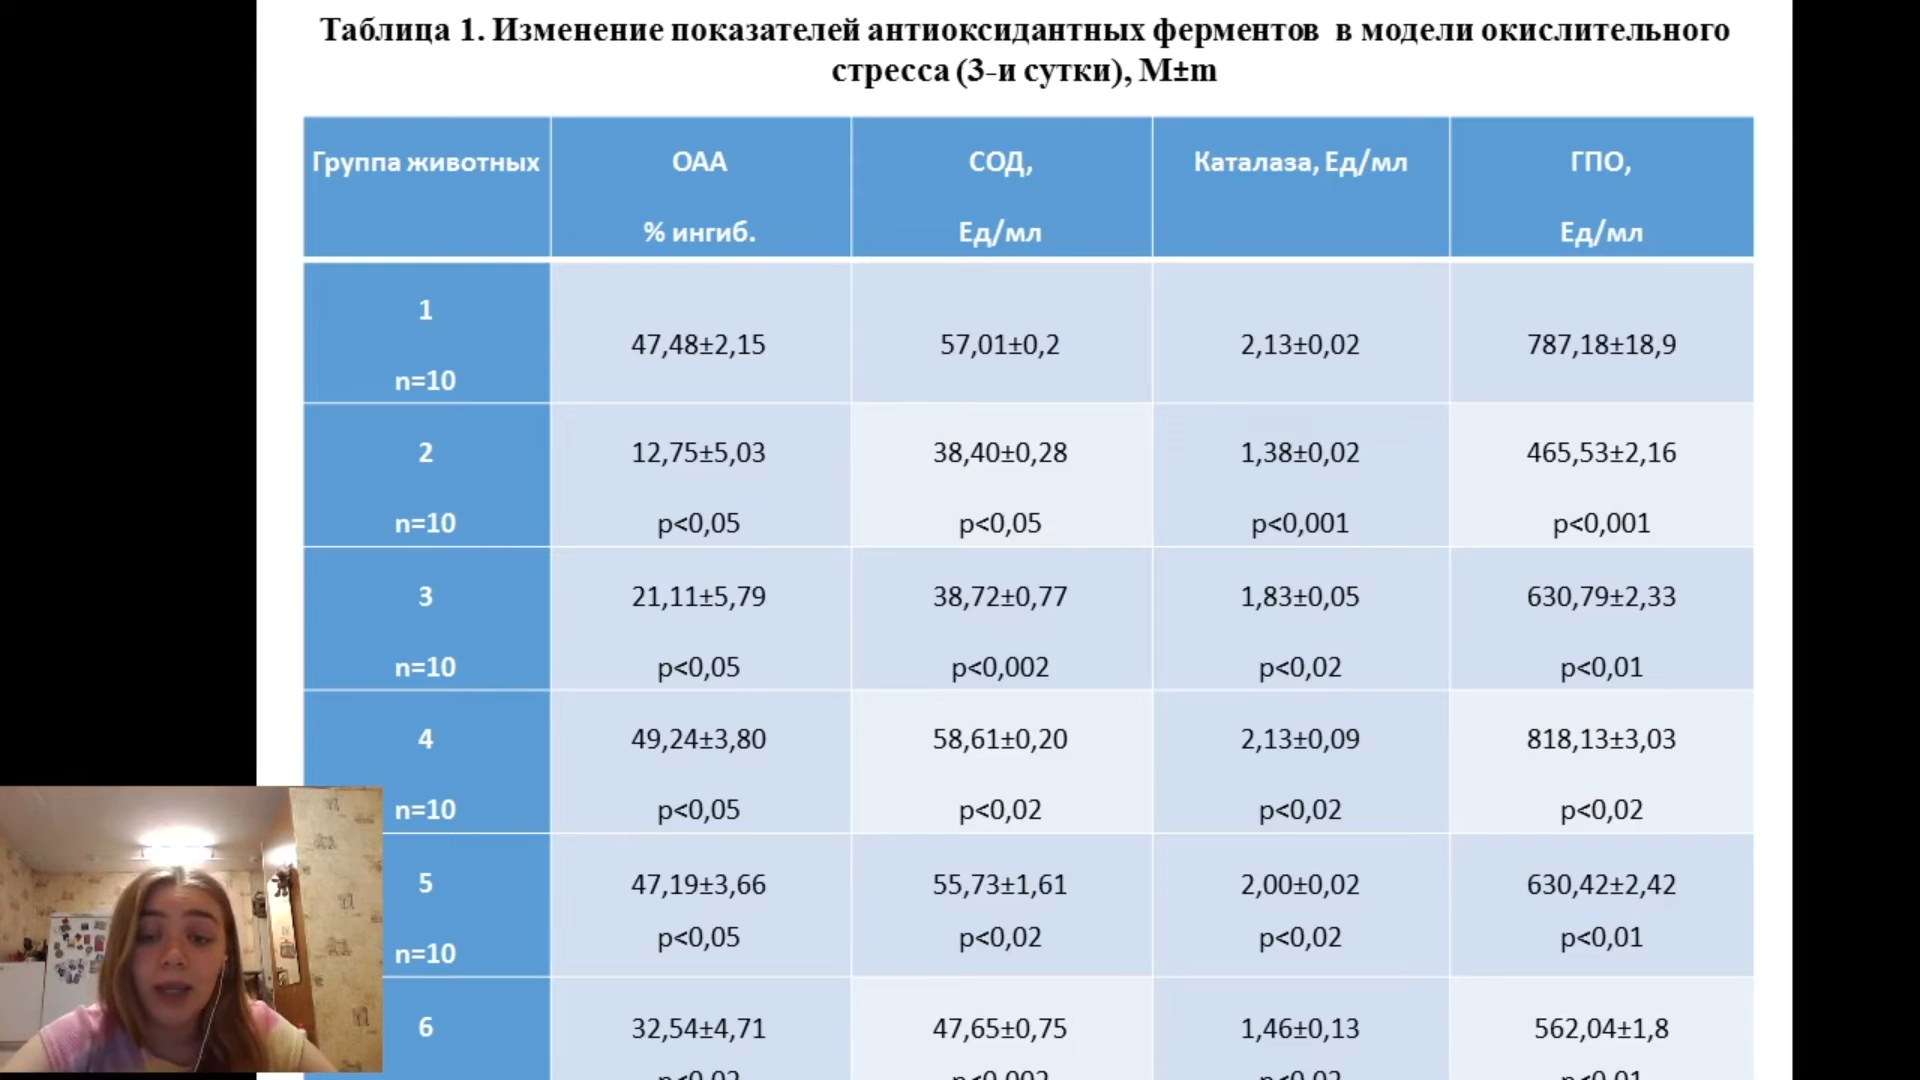 Таблица 1. Изменение показателей антиоксидантных ферментов в модели окислительного
стресса (3-и сутки), M±m
Группа животных
ОАА
% ингиб.
СОД,
Ед/мл
Каталаза, Ед/мл
ГПО,
Ед/мл
1
n=10
47,48±2,15
57,01±0,2
2,13±0,02
787,18±18,9
2
n=10
12,75±5,03
p<0,05
38,40±0,28
p<0,05
1,38±0,02
p<0,001
465,53±2,16
p<0,001
3
n=10
21,11±5,79
p<0,05
38,72±0,77
p<0,002
1,83±0,05
p<0,02
630,79±2,33
p<0,01
4
n=10
49,24±3,80
p<0,05
58,61±0,20
p<0,02
2,13±0,09
p<0,02
818,13±3,03
p<0,02
5
n=10
47,19±3,66
p<0,05
55,73±1,61
p<0,02
2,00±0,02
p<0,02
630,42±2,42
p<0,01
6
32,54±4,71
47,65±0,75
1,46±0,13
562,04±1,8